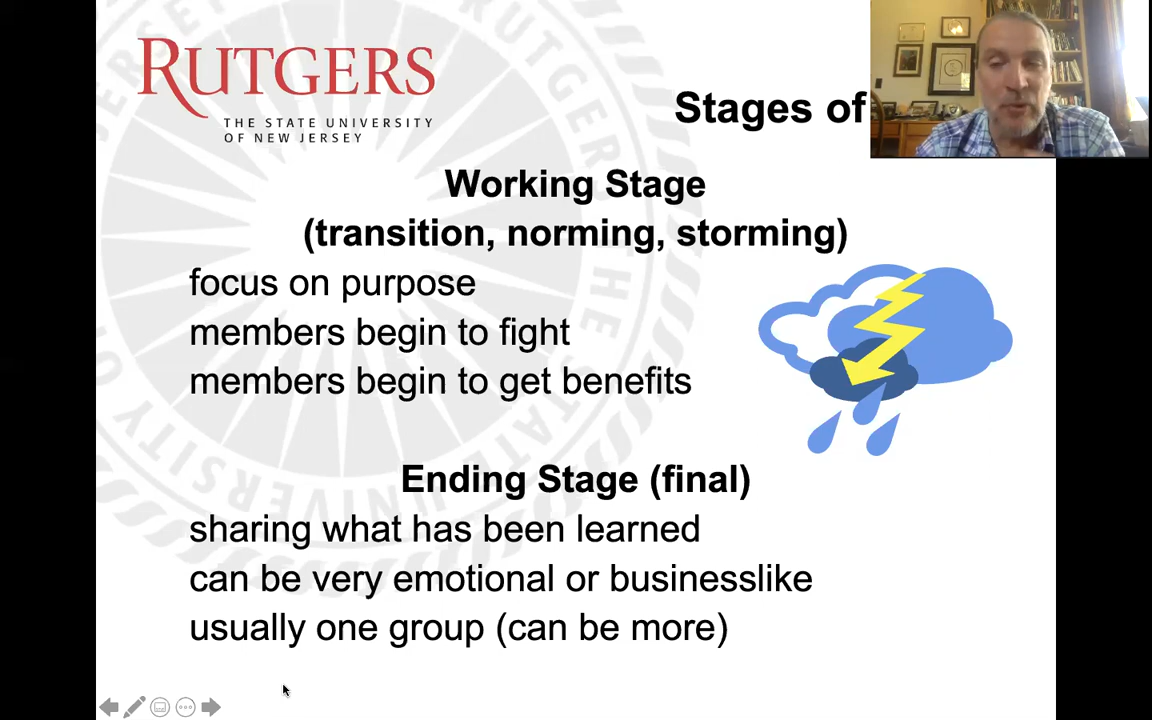 RUTGERS
THE STATE UNIVERSITY
OF NEW JERSEY
Stages of
Working Stage
(transition, norming, storming)
focus on purpose
members begin to fight
members begin to get benefits
Ending Stage (final)
sharing what has been learned
can be very emotional or businesslike
usually one group (can be more)